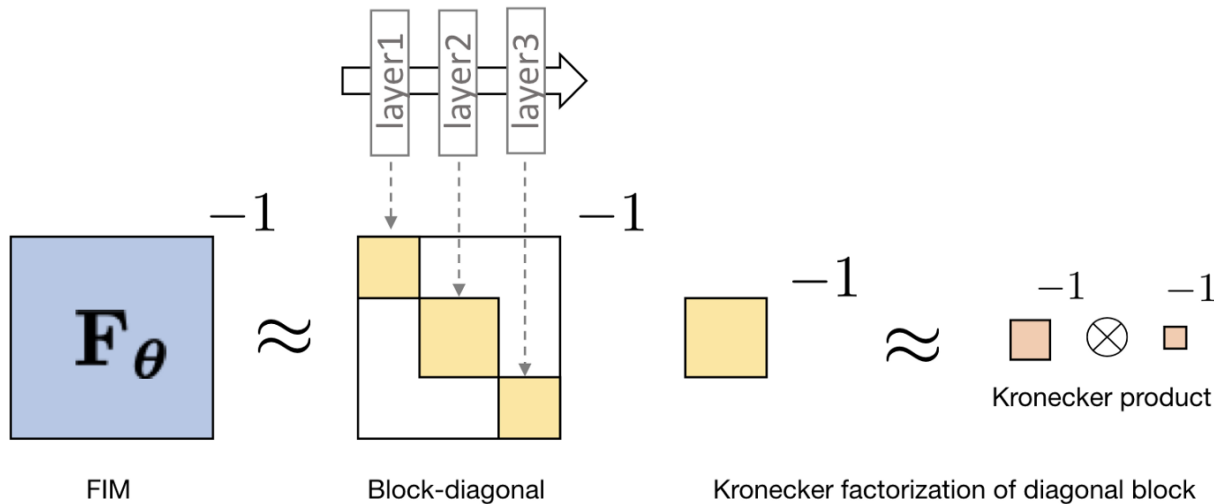 layer1
layer2
layer3
−1
−1
F_θ
≈
−1
≈
−1
⊗
−1
Kronecker product
FIM
Block-diagonal
Kronecker factorization of diagonal block